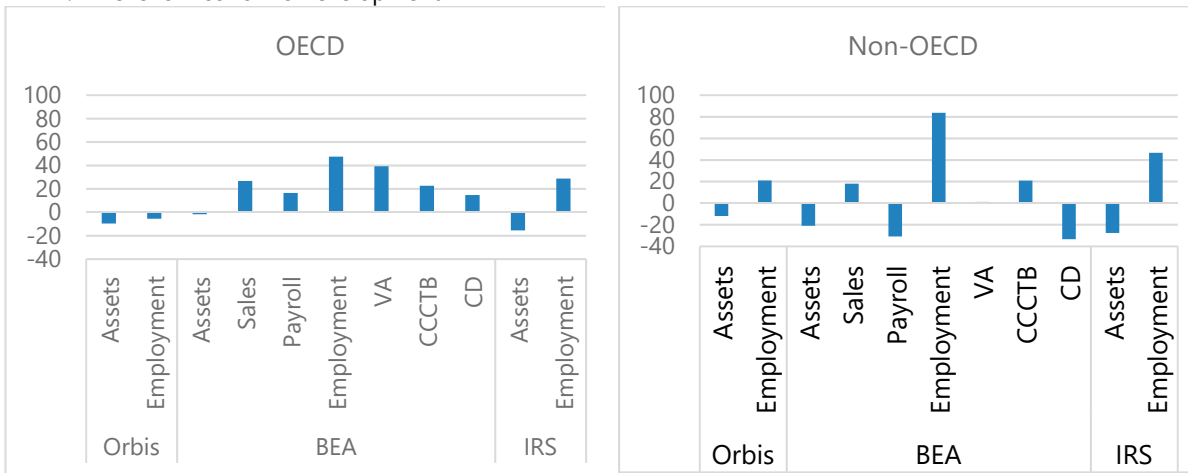 OECD
100
80
60
40
20
0
-20
-40
Assets
Employment
Assets
Sales
Payroll
Employment
VA
CCCTB
CD
Assets
Employment
Orbis
BEA
IRS
Non-OECD
100
80
60
40
20
0
-20
-40
Assets
Employment
Assets
Sales
Payroll
Employment
VA
CCCTB
CD
Assets
Employment
Orbis
BEA
IRS